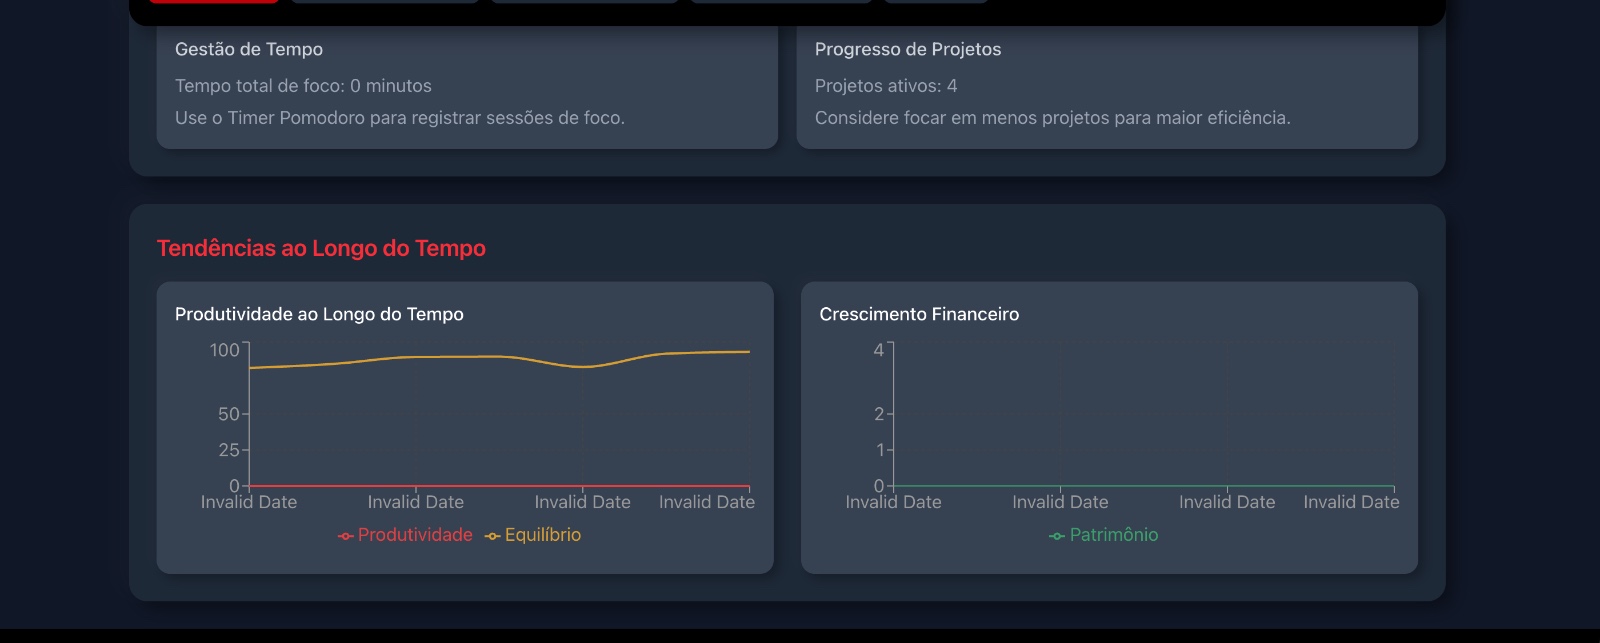 Gestão de Tempo
Tempo total de foco: 0 minutos
Use o Timer Pomodoro para registrar sessões de foco.
Progresso de Projetos
Projetos ativos: 4
Considere focar em menos projetos para maior eficiência.
Tendências ao Longo do Tempo
Produtividade ao Longo do Tempo
100
50
25
0
Invalid Date Invalid Date Invalid Date Invalid Date
Produtividade Equilíbrio
Crescimento Financeiro
4
2
1
0
Invalid Date Invalid Date Invalid Date Invalid Date
Patrimônio